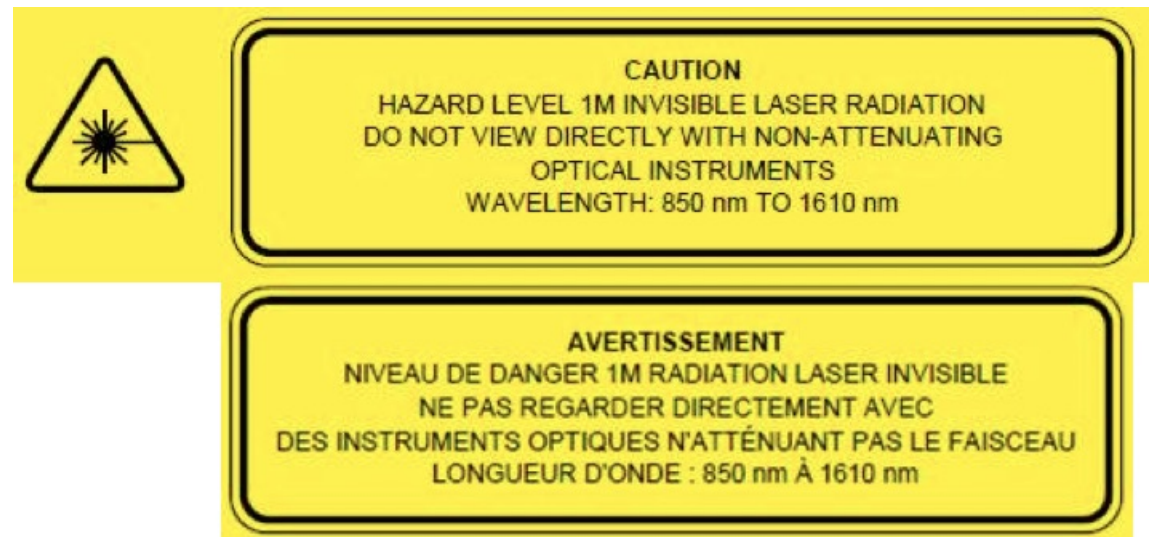 CAUTION
HAZARD LEVEL 1M INVISIBLE LASER RADIATION
DO NOT VIEW DIRECTLY WITH NON-ATTENUATING
OPTICAL INSTRUMENTS
WAVELENGTH: 850 nm TO 1610 nm
AVERTISSEMENT
NIVEAU DE DANGER 1M RADIATION LASER INVISIBLE
NE PAS REGARDER DIRECTEMENT AVEC
DES INSTRUMENTS OPTIQUES N'ATTÉNUANT PAS LE FAISCEAU
LONGUEUR D'ONDE : 850 nm À 1610 nm